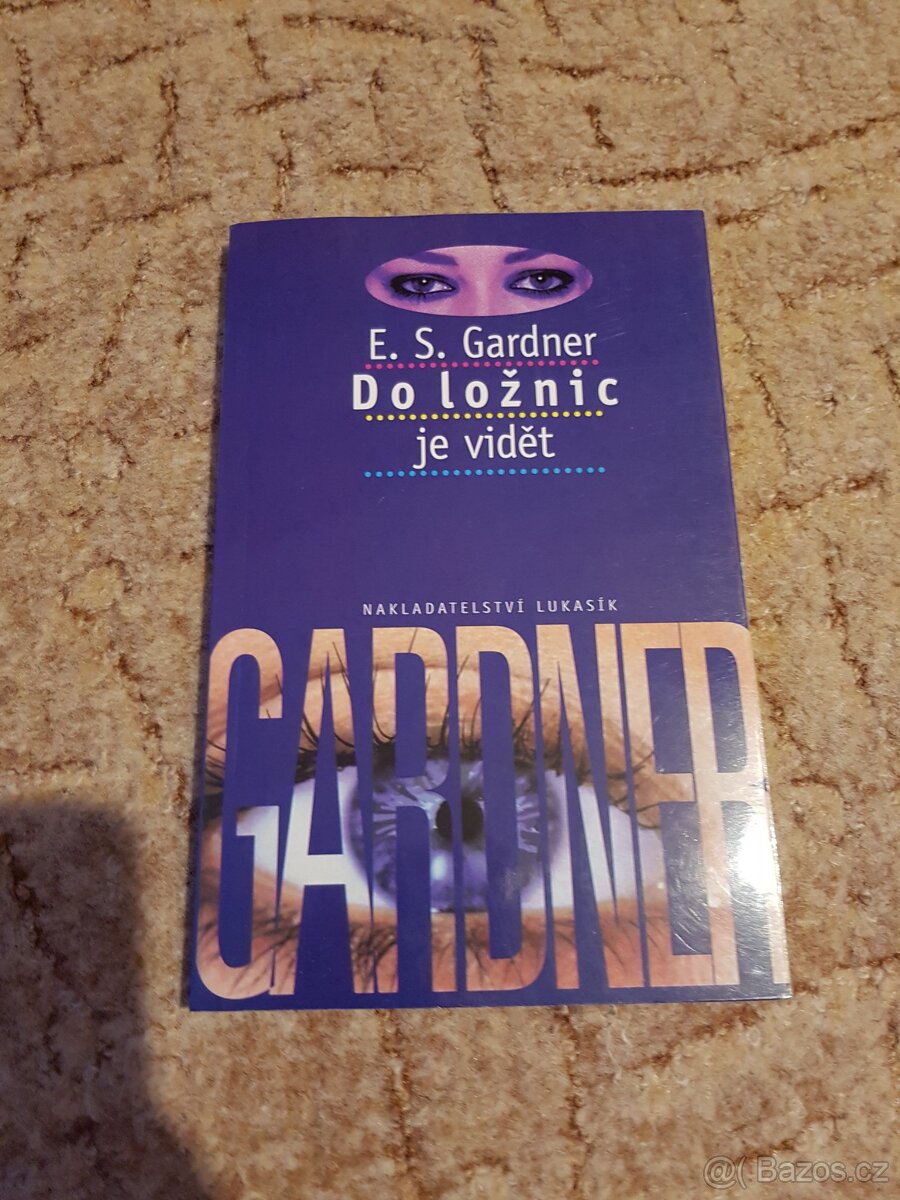 E. S. Gardner
Do ložnic
je vidět
NAKLADATELSTVÍ LUKASÍK
GARDNER
@( Bazos.cz